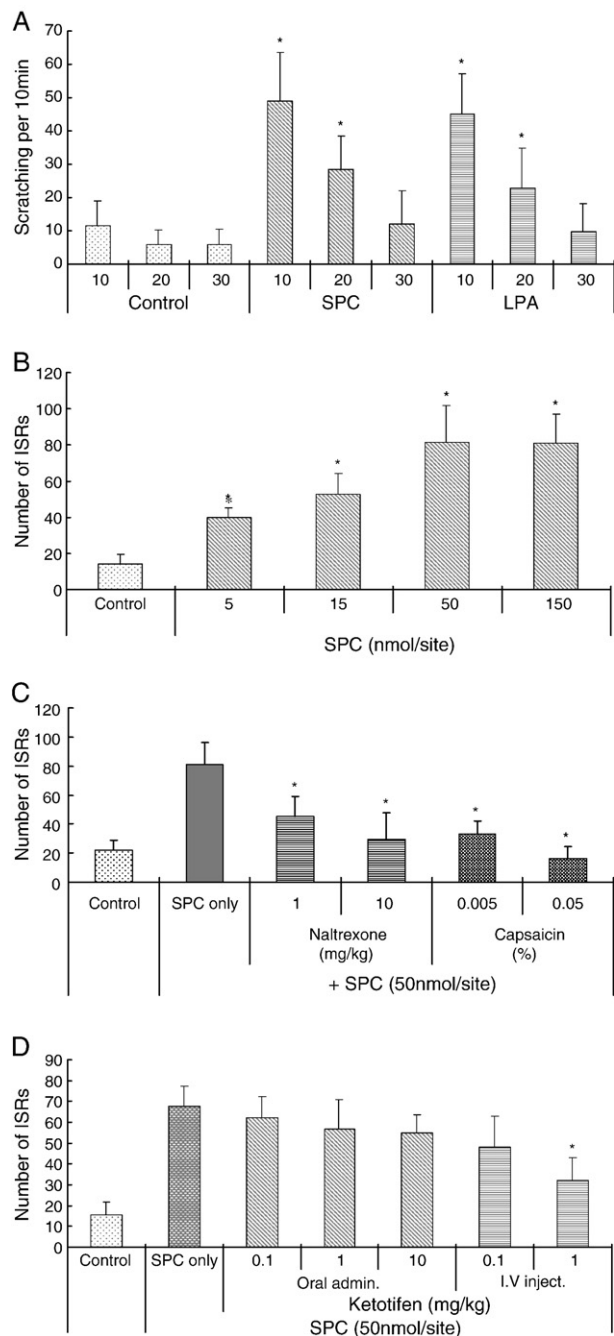 A
Scratching per 10min
70
60
50
40
30
20
10
0
* * * *
10 20 30 10 20 30 10 20 30
Control SPC LPA
B
Number of ISRs
120
100
80
60
40
20
0
* * * *
Control 5 15 50 150
SPC (nmol/site)
C
Number of ISRs
120
100
80
60
40
20
0
* * * *
Control SPC only 1 10 0.005 0.05
Naltrexone Capsaicin
(mg/kg) (%)
+ SPC (50nmol/site)
D
Number of ISRs
90
80
70
60
50
40
30
20
10
0
*
Control SPC only 0.1 1 10 0.1 1
Oral admin. I.V inject.
Ketotifen (mg/kg)
SPC (50nmol/site)